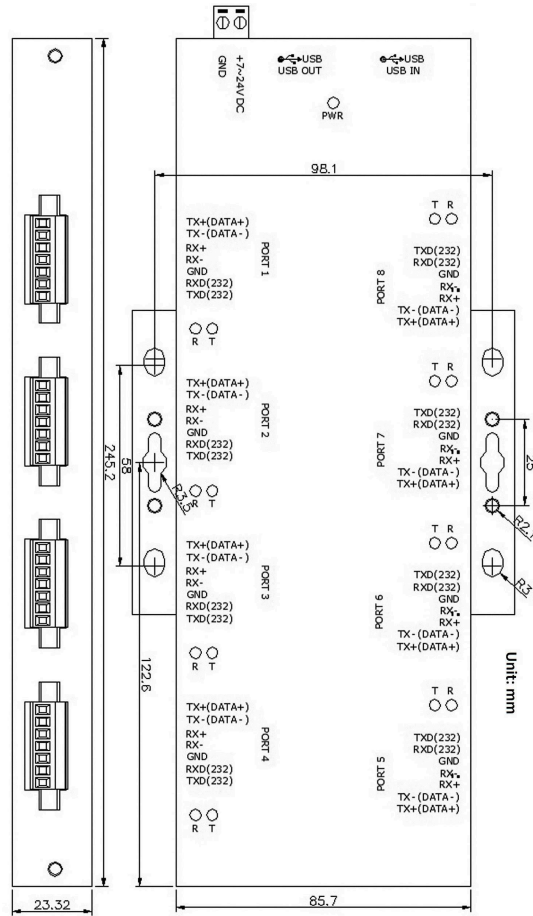 GND
+7~24VDC
USB
USB OUT
USB
USB IN
PWR
98.1
TX+(DATA+)
TX-(DATA-)
RX+
RX-
GND
RXD(232)
TXD(232)
PORT 1
R T
T R
TXD(232)
RXD(232)
GND
RX-
RX+
TX-(DATA-)
TX+(DATA+)
PORT 8
TX+(DATA+)
TX-(DATA-)
RX+
RX-
GND
RXD(232)
TXD(232)
PORT 2
R T
T R
TXD(232)
RXD(232)
GND
RX-
RX+
TX-(DATA-)
TX+(DATA+)
PORT 7
245.2
58
R3.5
25
R3
TX+(DATA+)
TX-(DATA-)
RX+
RX-
GND
RXD(232)
TXD(232)
PORT 3
R T
T R
TXD(232)
RXD(232)
GND
RX-
RX+
TX-(DATA-)
TX+(DATA+)
PORT 6
122.6
Unit: mm
TX+(DATA+)
TX-(DATA-)
RX+
RX-
GND
RXD(232)
TXD(232)
PORT 4
R T
T R
TXD(232)
RXD(232)
GND
RX-
RX+
TX-(DATA-)
TX+(DATA+)
PORT 5
23.32
85.7